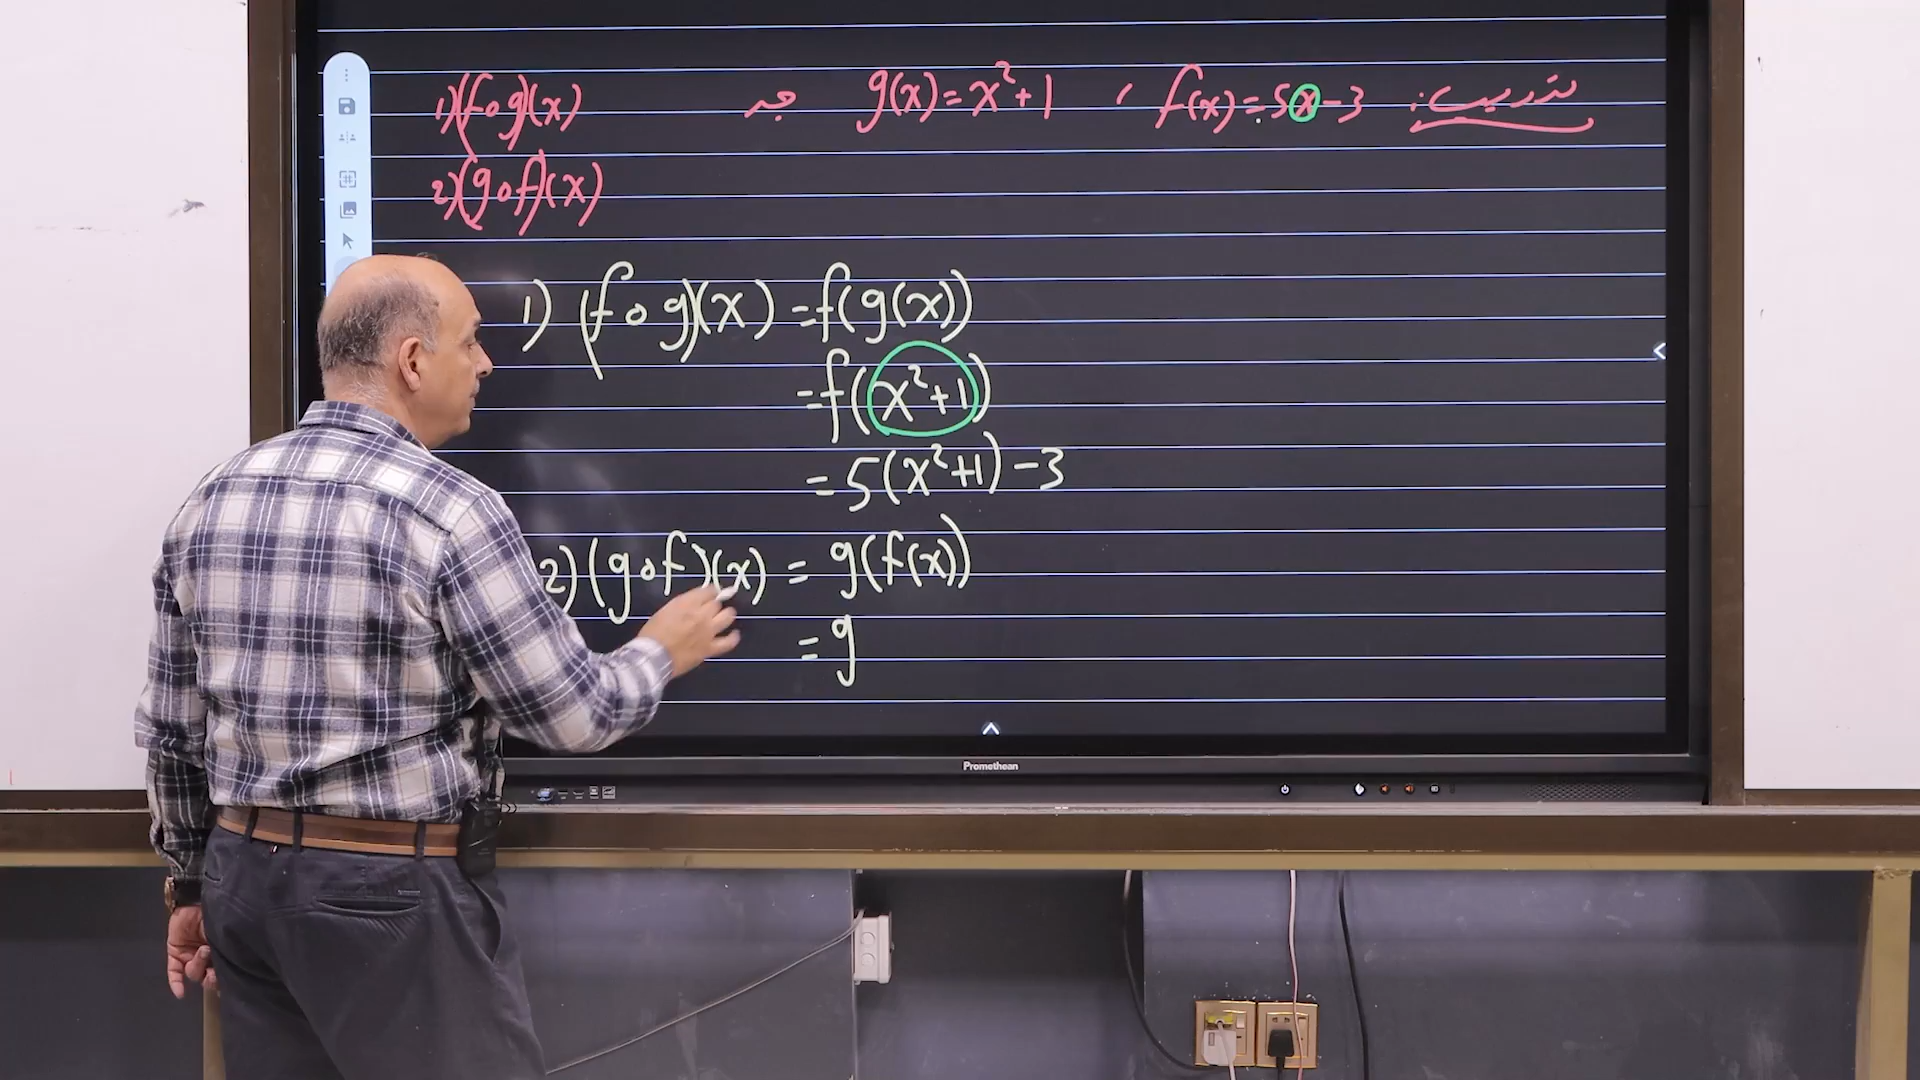 تدريب: f(x) = 5x - 3 ، g(x) = x² + 1 جد
1) (f o g)(x)
2) (g o f)(x)
1) (f o g)(x) = f(g(x))
= f(x² + 1)
= 5(x² + 1) - 3
2) (g o f)(x) = g(f(x))
= g
Promethean